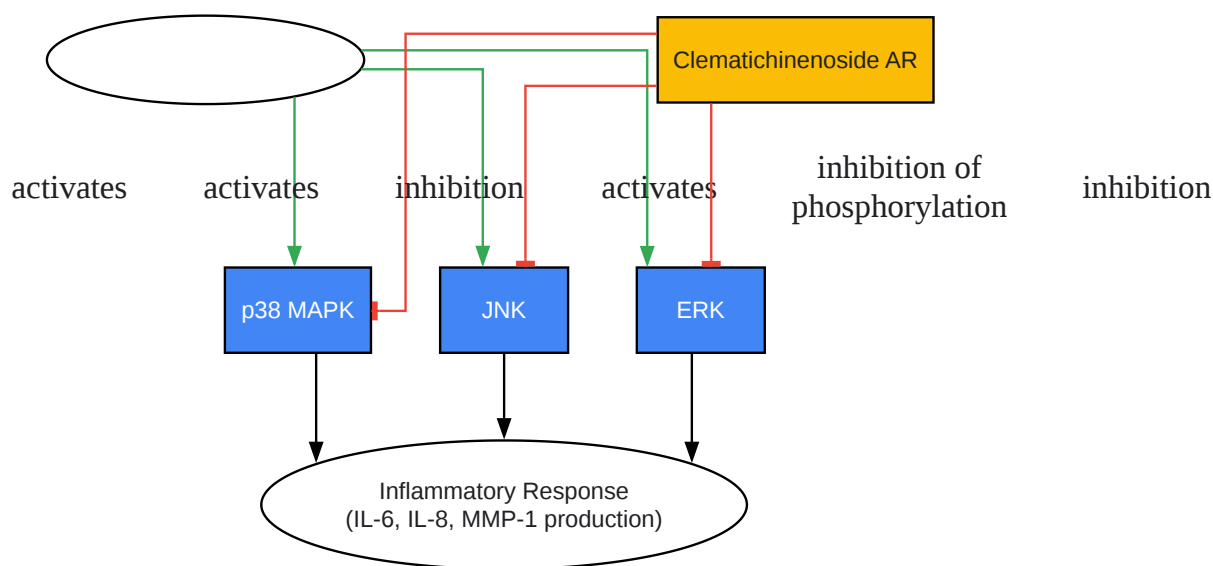 Clematichinenoside AR
activates
activates
inhibition
activates
inhibition of
phosphorylation
inhibition
p38 MAPK
JNK
ERK
Inflammatory Response
(IL-6, IL-8, MMP-1 production)